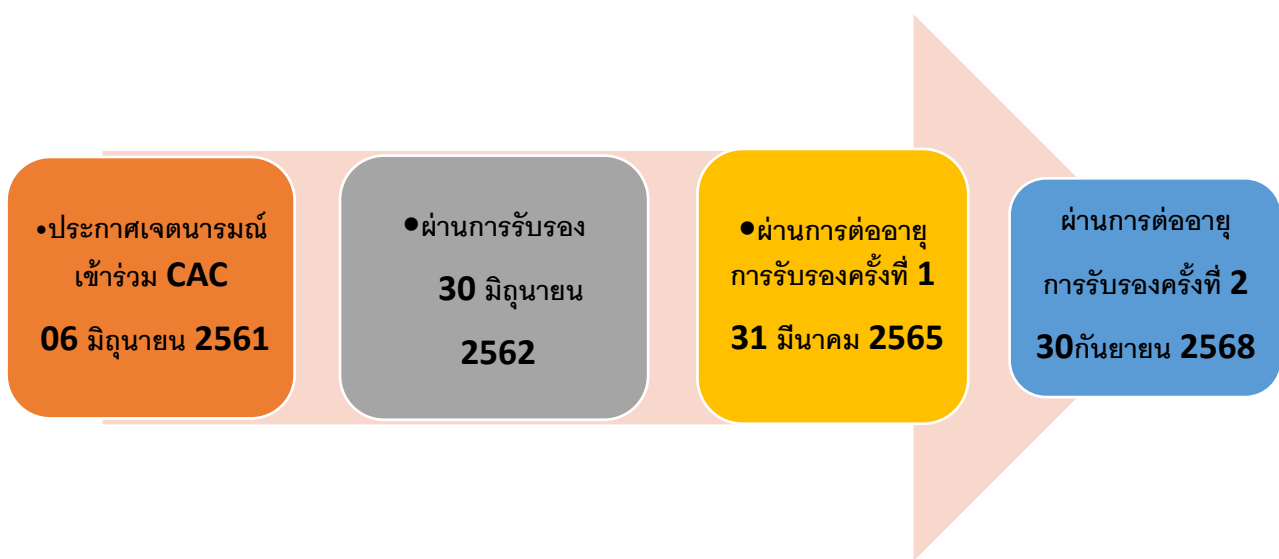 •ประกาศเจตนารมณ์
เข้าร่วม CAC
06 มิถุนายน 2561
•ผ่านการรับรอง
30 มิถุนายน
2562
•ผ่านการต่ออายุ
การรับรองครั้งที่ 1
31 มีนาคม 2565
ผ่านการต่ออายุ
การรับรองครั้งที่ 2
30กันยายน 2568